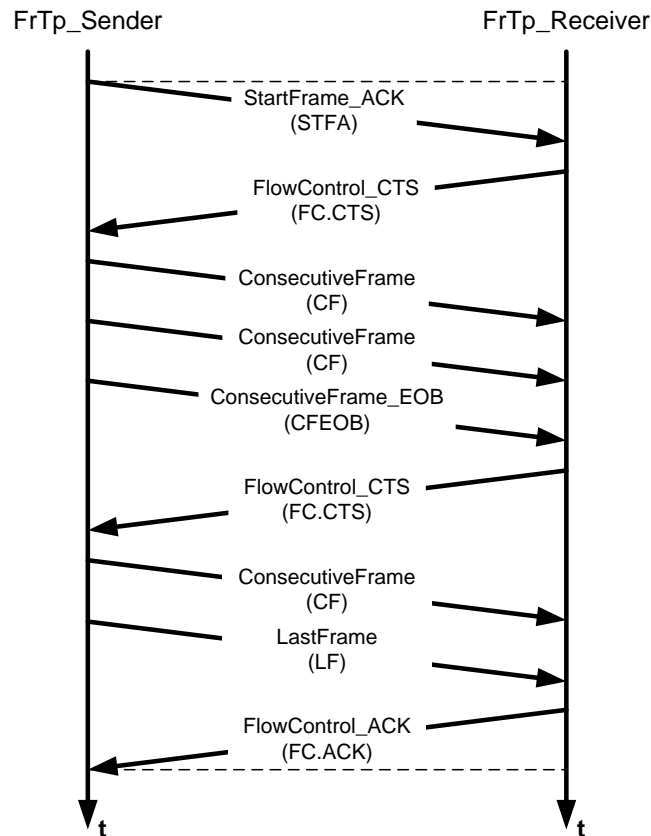 FrTp_Sender
FrTp_Receiver
StartFrame_ACK
(STFA)
FlowControl_CTS
(FC.CTS)
ConsecutiveFrame
(CF)
ConsecutiveFrame
(CF)
ConsecutiveFrame_EOB
(CFEOB)
FlowControl_CTS
(FC.CTS)
ConsecutiveFrame
(CF)
LastFrame
(LF)
FlowControl_ACK
(FC.ACK)
t
t